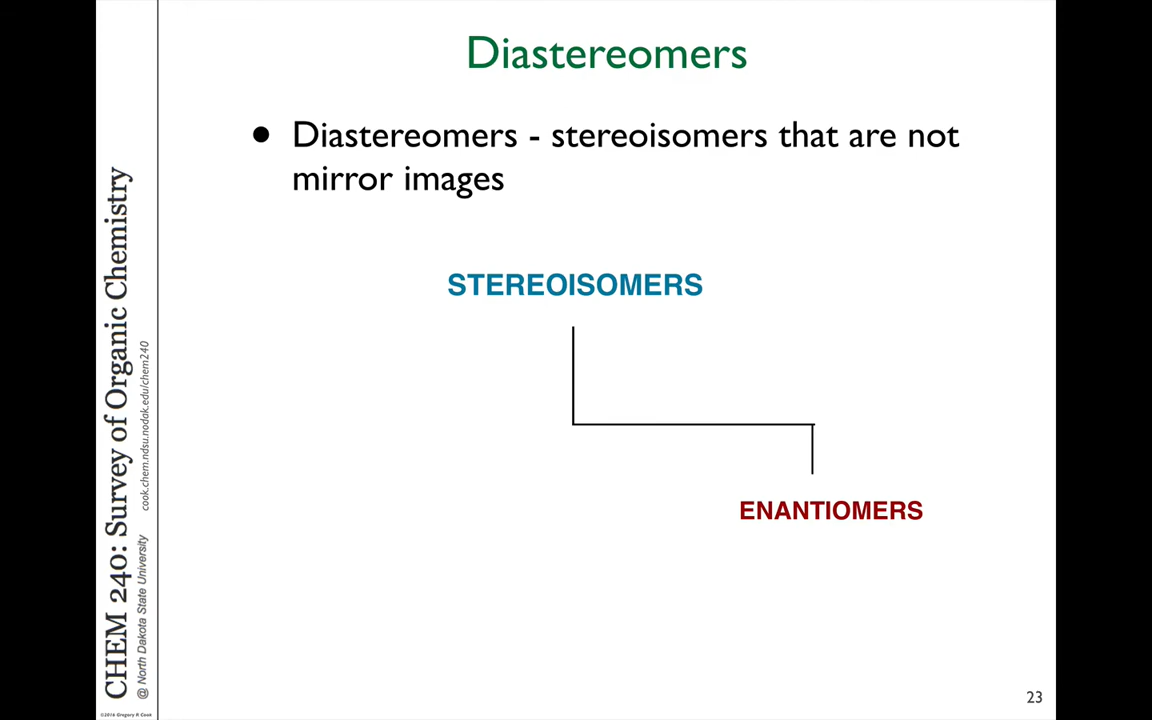 Diastereomers
● Diastereomers - stereoisomers that are not
mirror images
STEREOISOMERS
ENANTIOMERS
CHEM 240: Survey of Organic Chemistry
@ North Dakota State University cook.chem.ndsu.nodak.edu/chem240
©2016 Gregory R Cook
23